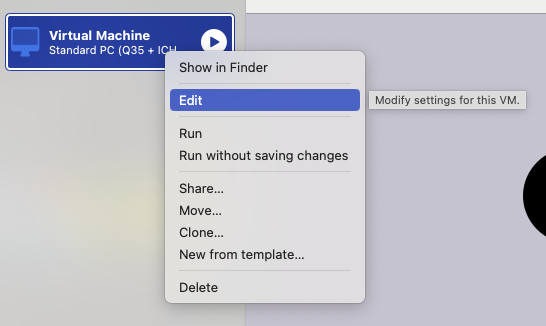 Virtual Machine
Standard PC (Q35 + ICH
Show in Finder
Edit
Modify settings for this VM.
Run
Run without saving changes
Share...
Move...
Clone...
New from template...
Delete